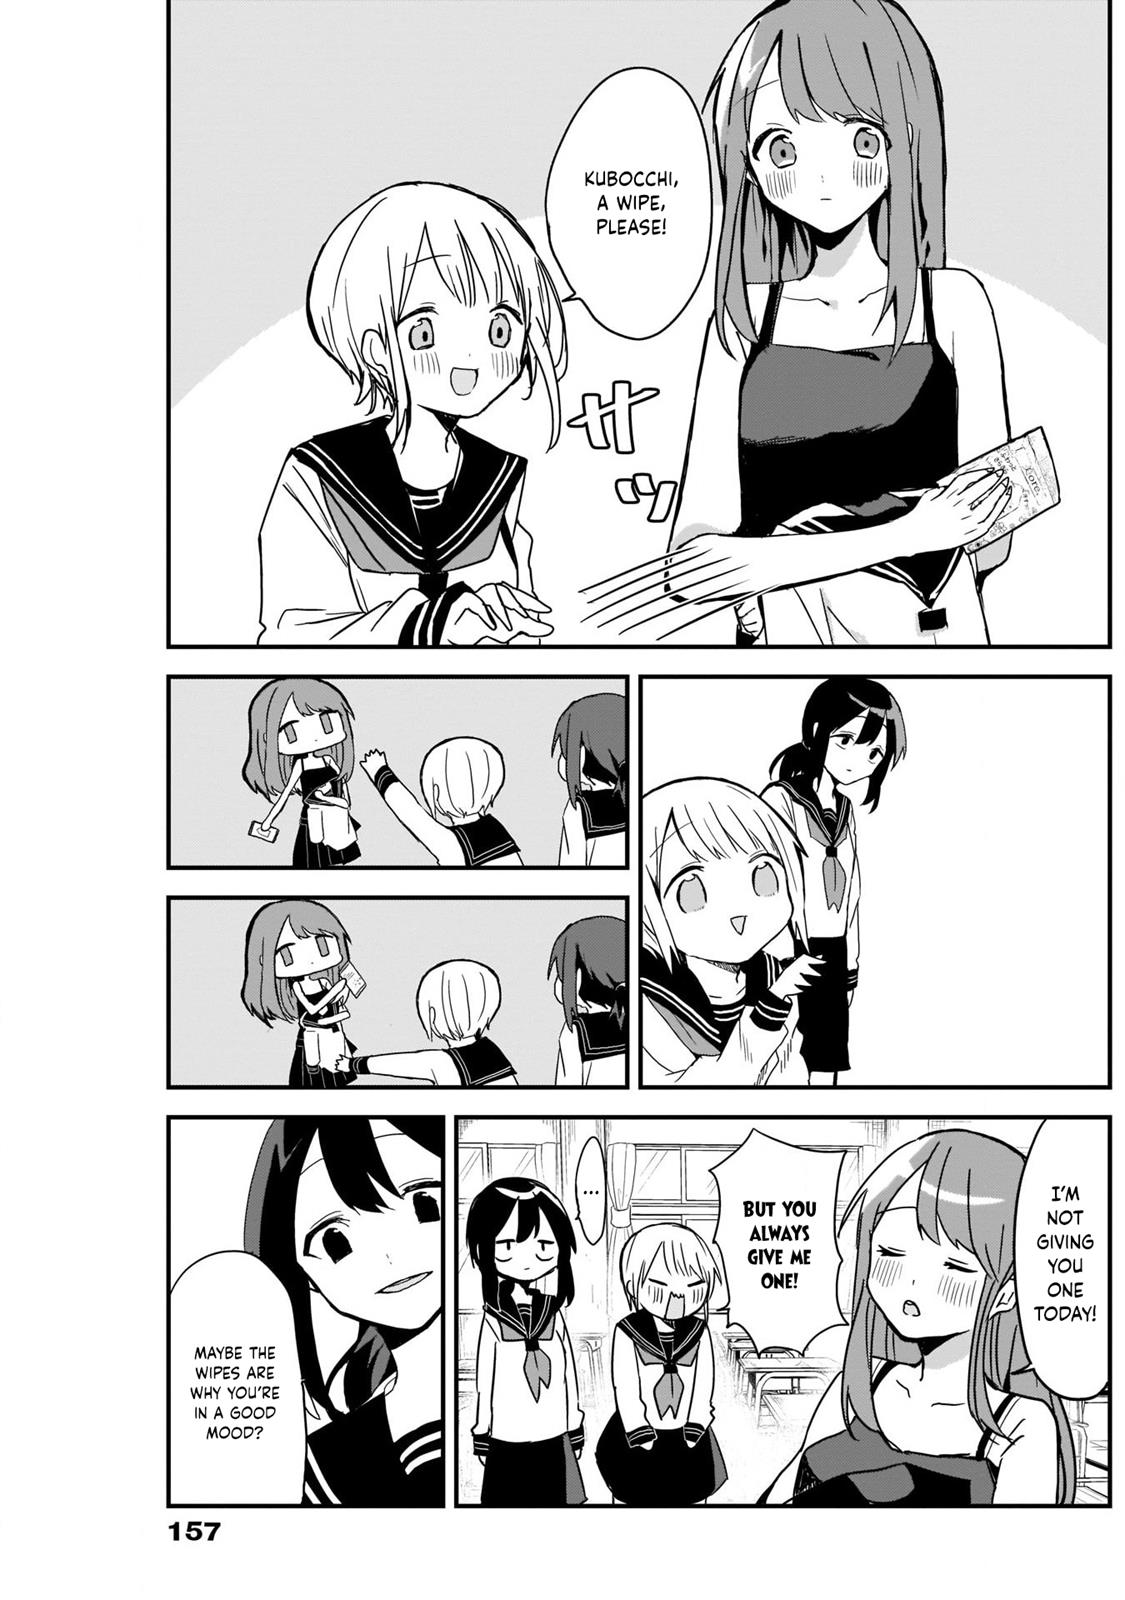 KUBOCCHI,
A WIPE,
PLEASE!
サッ
I'M
NOT
GIVING
YOU
ONE
TODAY!
BUT YOU
ALWAYS
GIVE ME
ONE!
...
MAYBE THE
WIPES ARE
WHY YOU'RE
IN A GOOD
MOOD?
157